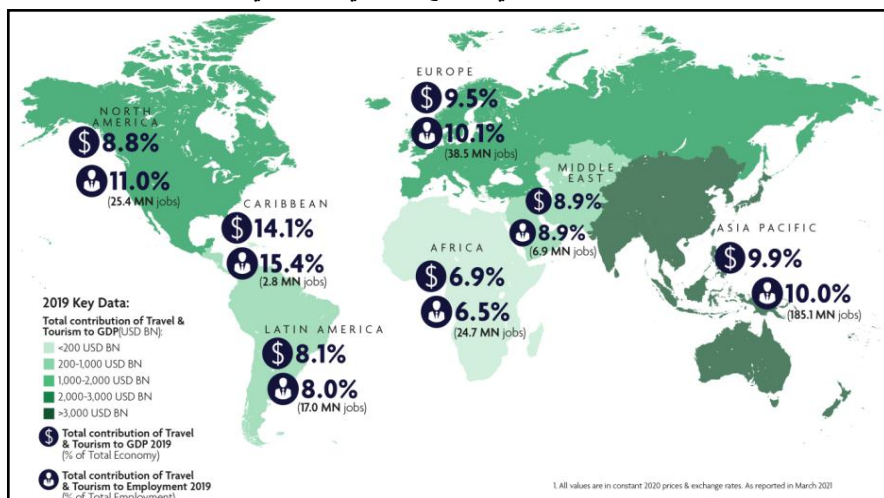 EUROPE
$ 9.5%
10.1%
(38.5 MN jobs)
NORTH
AMERICA
$ 8.8%
11.0%
(25.4 MN jobs)
MIDDLE
EAST
$ 8.9%
8.9%
(6.9 MN jobs)
CARIBBEAN
$ 14.1%
15.4%
(2.8 MN jobs)
ASIA PACIFIC
$ 9.9%
10.0%
(185.1 MN jobs)
AFRICA
$ 6.9%
6.5%
(24.7 MN jobs)
LATIN AMERICA
$ 8.1%
8.0%
(17.0 MN jobs)
2019 Key Data:
Total contribution of Travel &
Tourism to GDP(USD BN):
<200 USD BN
200-1,000 USD BN
1,000-2,000 USD BN
2,000-3,000 USD BN
>3,000 USD BN
$ Total contribution of Travel
& Tourism to GDP 2019
(% of Total Economy)
Total contribution of Travel
& Tourism to Employment 2019
(% of Total Employment)
1. All values are in constant 2020 prices & exchange rates. As reported in March 2021